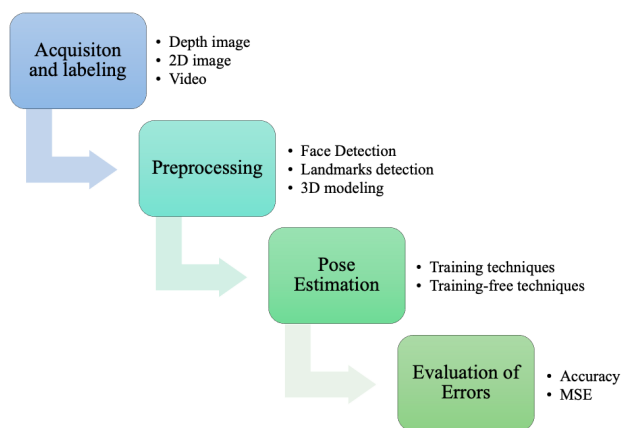 Acquisiton
and labeling
• Depth image
• 2D image
• Video
Preprocessing
• Face Detection
• Landmarks detection
• 3D modeling
Pose
Estimation
• Training techniques
• Training-free techniques
Evaluation of
Errors
• Accuracy
• MSE